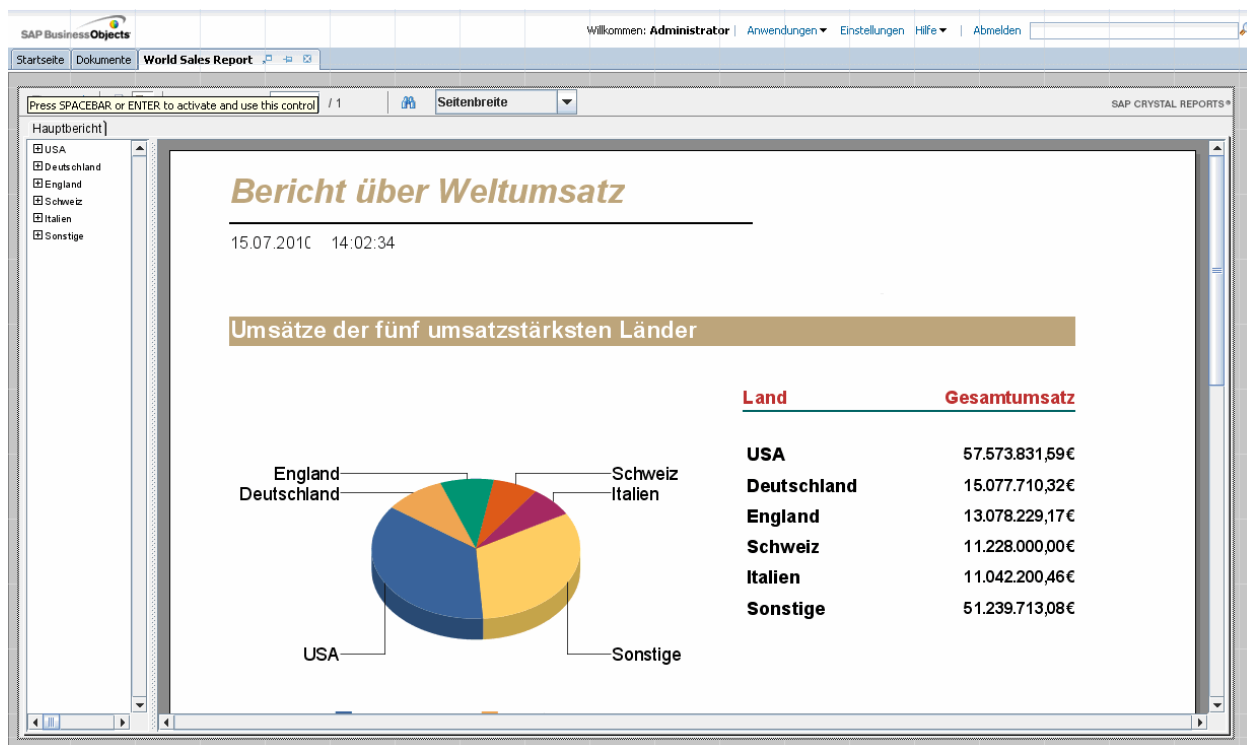 SAP BusinessObjects
Willkommen: Administrator | Anwendungen Einstellungen Hilfe | Abmelden
Startseite Dokumente World Sales Report
Press SPACEBAR or ENTER to activate and use this control / 1 Seitenbreite SAP CRYSTAL REPORTS®
Hauptbericht
USA
Deutschland
England
Schweiz
Italien
Sonstige
Bericht über Weltumsatz
15.07.2010 14:02:34
Umsätze der fünf umsatzstärksten Länder
England
Deutschland
Schweiz
Italien
USA
Sonstige
Land Gesamtumsatz
USA 57.573.831,59€
Deutschland 15.077.710,32€
England 13.078.229,17€
Schweiz 11.228.000,00€
Italien 11.042.200,46€
Sonstige 51.239.713,08€